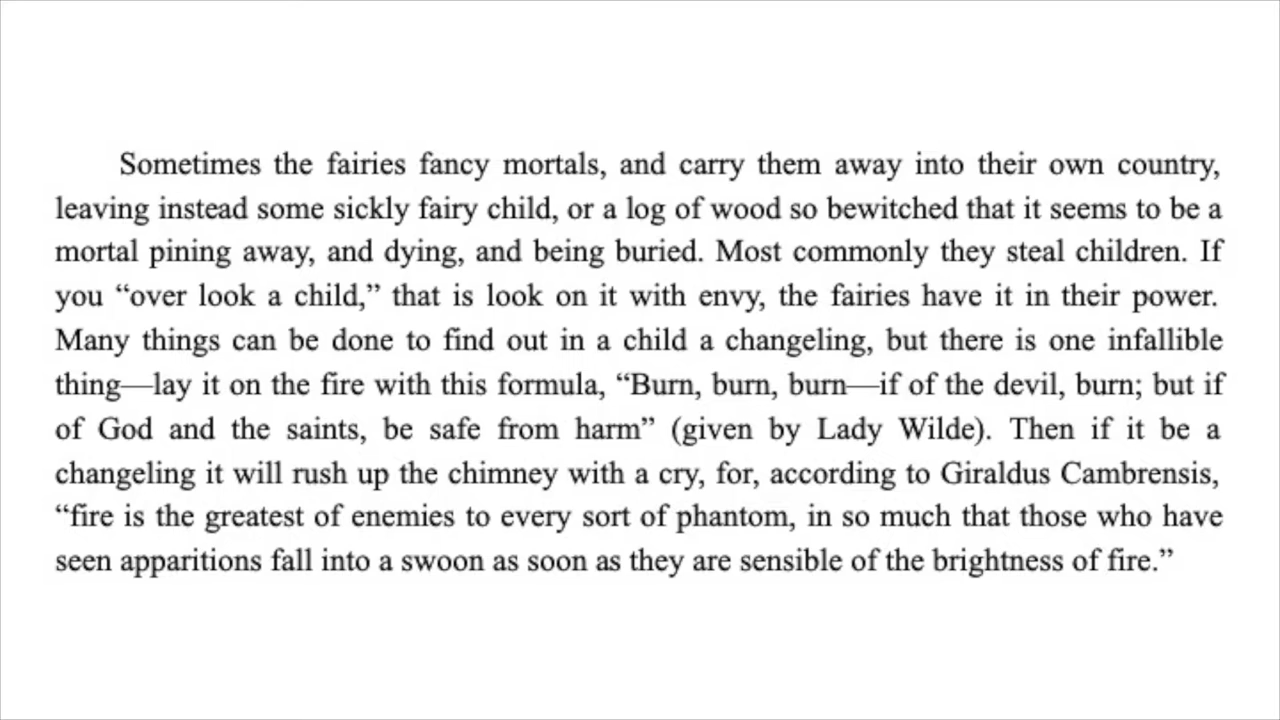 Sometimes the fairies fancy mortals, and carry them away into their own country,
leaving instead some sickly fairy child, or a log of wood so bewitched that it seems to be a
mortal pining away, and dying, and being buried. Most commonly they steal children. If
you “over look a child,” that is look on it with envy, the fairies have it in their power.
Many things can be done to find out in a child a changeling, but there is one infallible
thing—lay it on the fire with this formula, “Burn, burn, burn—if of the devil, burn; but if
of God and the saints, be safe from harm” (given by Lady Wilde). Then if it be a
changeling it will rush up the chimney with a cry, for, according to Giraldus Cambrensis,
“fire is the greatest of enemies to every sort of phantom, in so much that those who have
seen apparitions fall into a swoon as soon as they are sensible of the brightness of fire.”